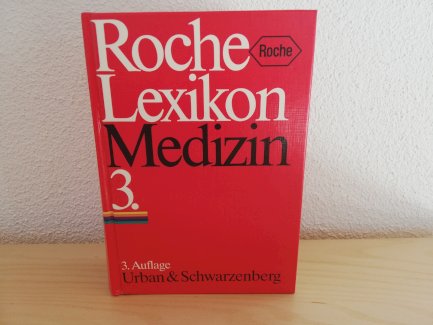 Roche
Roche
Lexikon
Medizin
3.
3. Auflage
Urban & Schwarzenberg